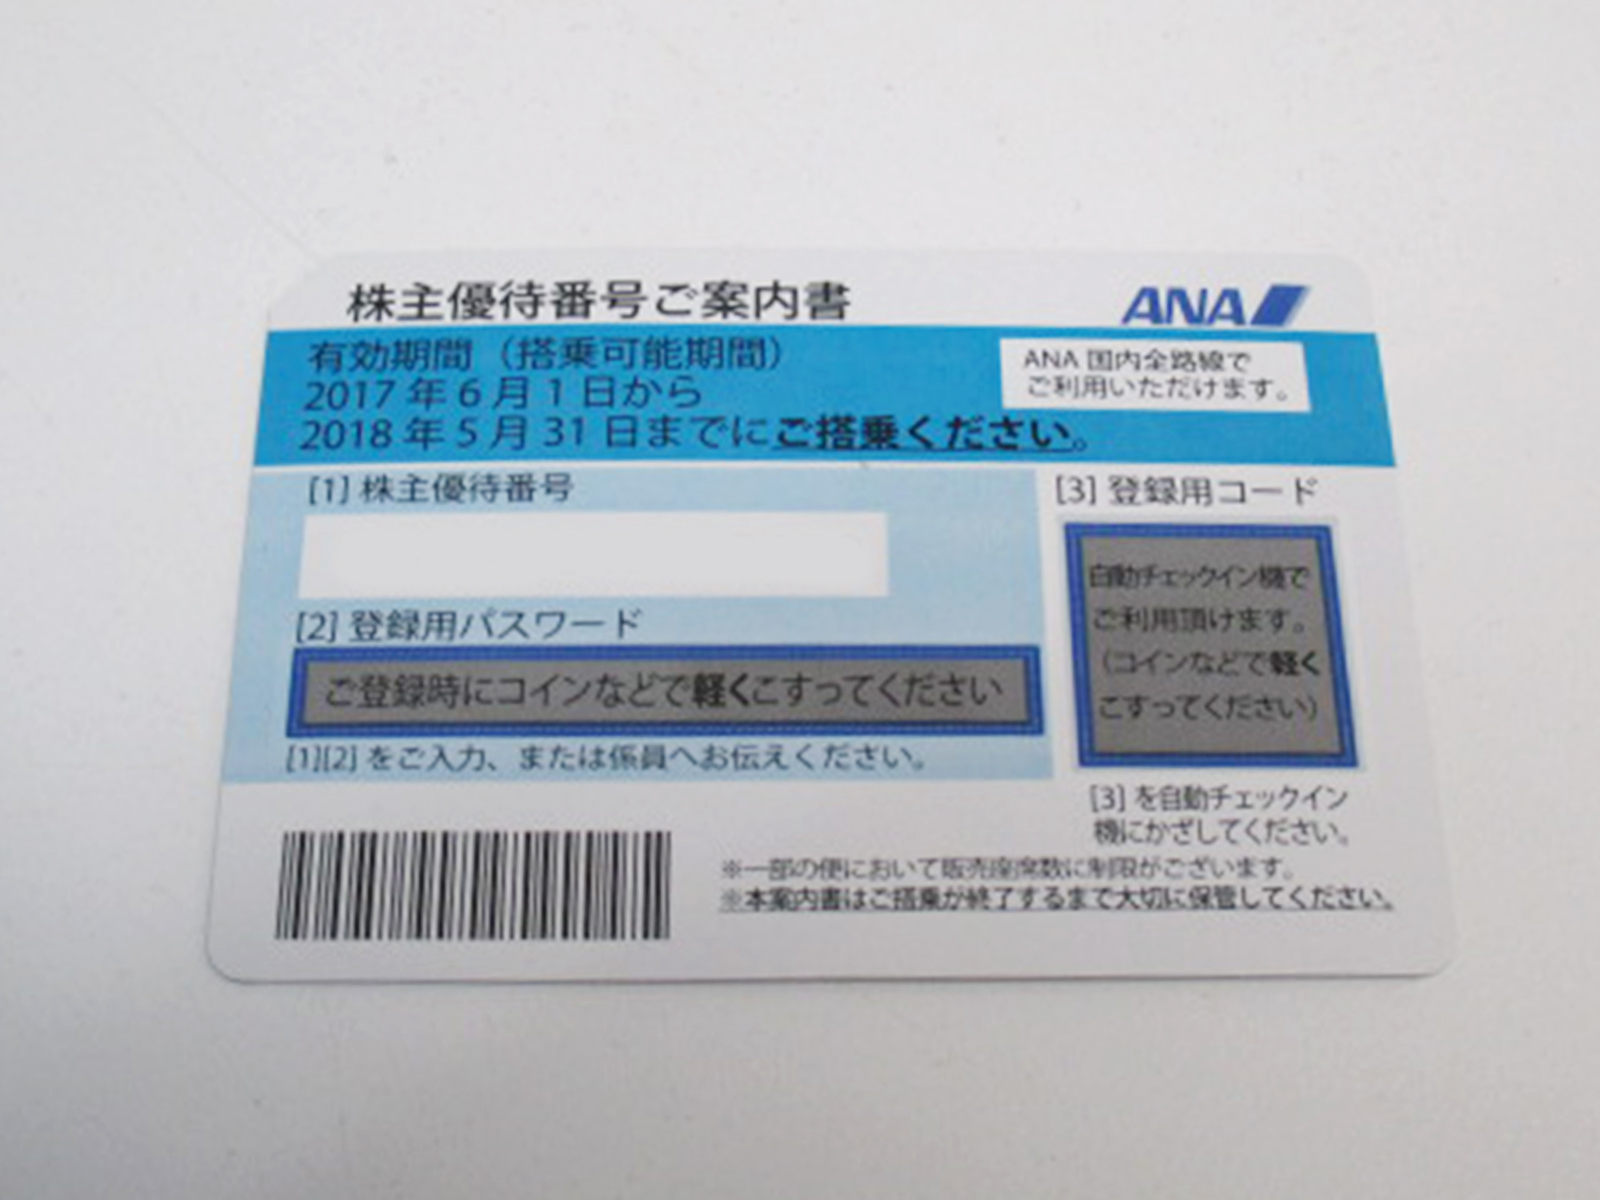 株主優待番号ご案内書
ANA
有効期間（搭乗可能期間）
2017年6月1日から
2018年5月31日までにご搭乗ください。
ANA国内全路線で
ご利用いただけます。
[1] 株主優待番号
[2] 登録用パスワード
ご登録時にコインなどで軽くこすってください
[1][2] をご入力、または係員へお伝えください。
[3] 登録用コード
自動チェックイン機で
ご利用頂けます。
（コインなどで軽く
こすってください）
[3] を自動チェックイン
機にかざしてください。
※一部の便において販売座席数に制限がございます。
※本案内書はご搭乗が終了するまで大切に保管してください。